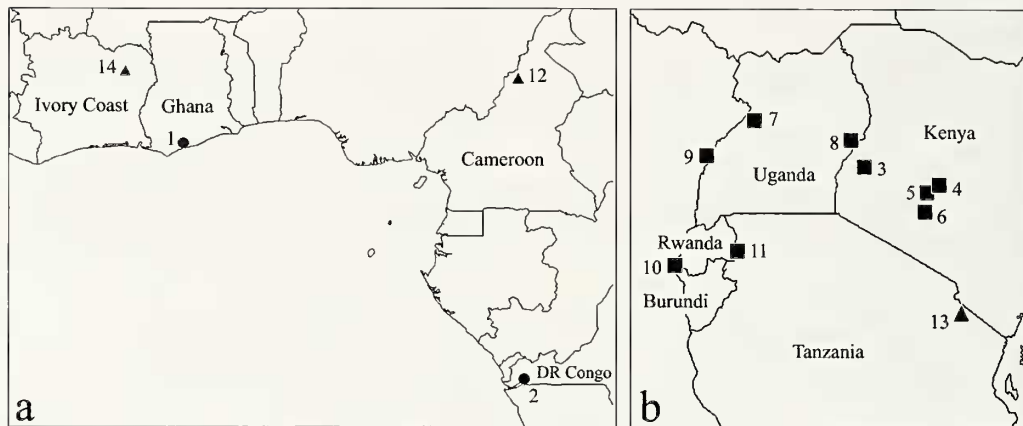 14
Ivory Coast
Ghana
1
12
Cameroon
DR Congo
2
a
7
8
Kenya
9
3
Uganda
5
4
6
Rwanda
10
11
Burundi
13
Tanzania
b